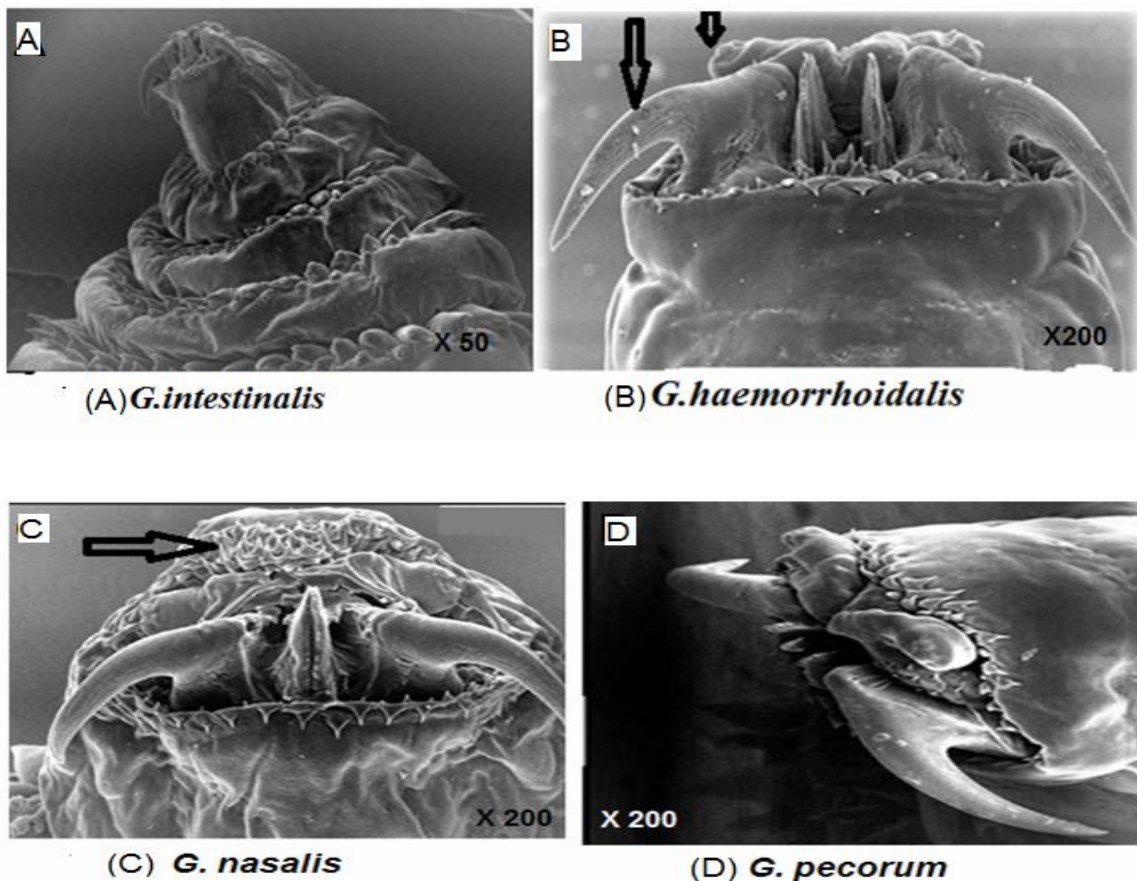 A
X 50
(A) G.intestinalis
B
X200
(B) G.haemorrhoidalis
C
X 200
(C) G. nasalis
D
X 200
(D) G. pecorum